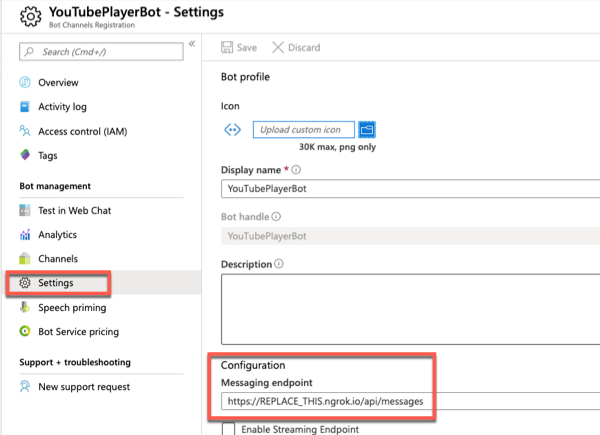 YouTubePlayerBot - Settings
Bot Channels Registration
Search (Cmd+/)
«
Overview
Activity log
Access control (IAM)
Tags
Bot management
Test in Web Chat
Analytics
Channels
Settings
Speech priming
Bot Service pricing
Support + troubleshooting
New support request
Save Discard
Bot profile
Icon
Upload custom icon
30K max, png only
Display name *
YouTubePlayerBot
Bot handle
YouTubePlayerBot
Description
Configuration
Messaging endpoint
https://REPLACE_THIS.ngrok.io/api/messages
Enable Streaming Endpoint